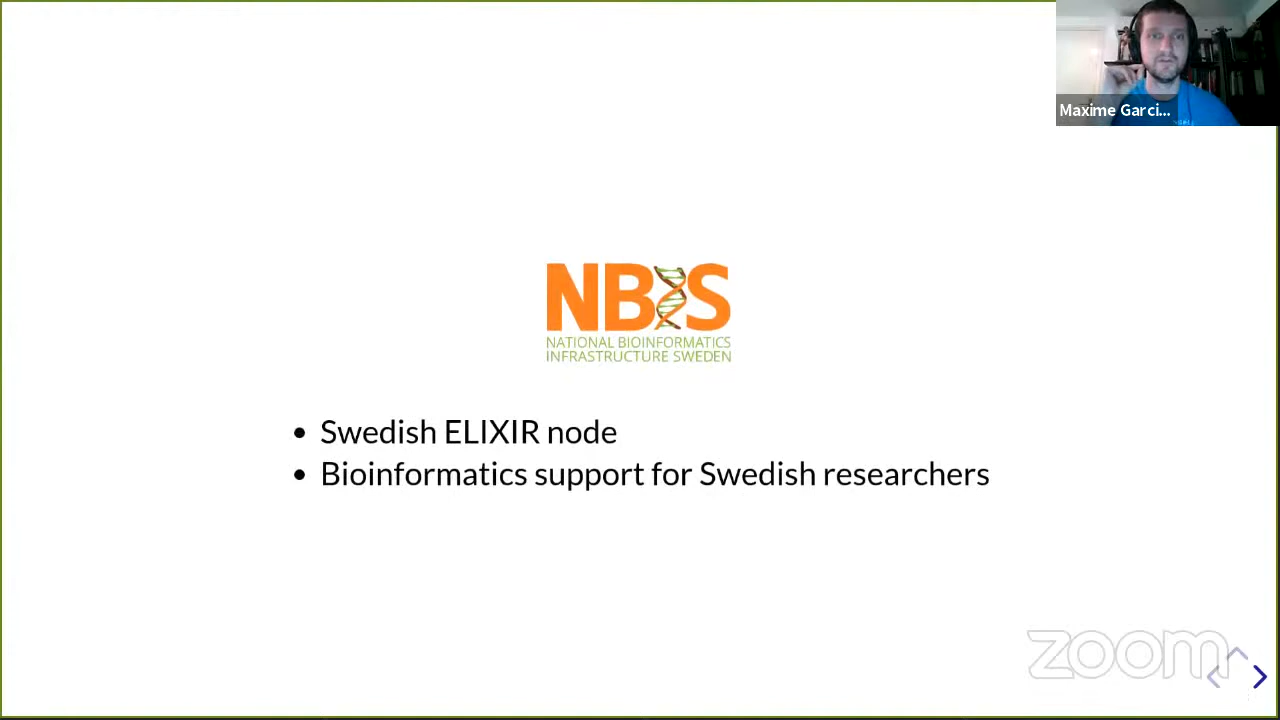 Maxime Garci...
NBIS
NATIONAL BIOINFORMATICS
INFRASTRUCTURE SWEDEN
• Swedish ELIXIR node
• Bioinformatics support for Swedish researchers
zoom